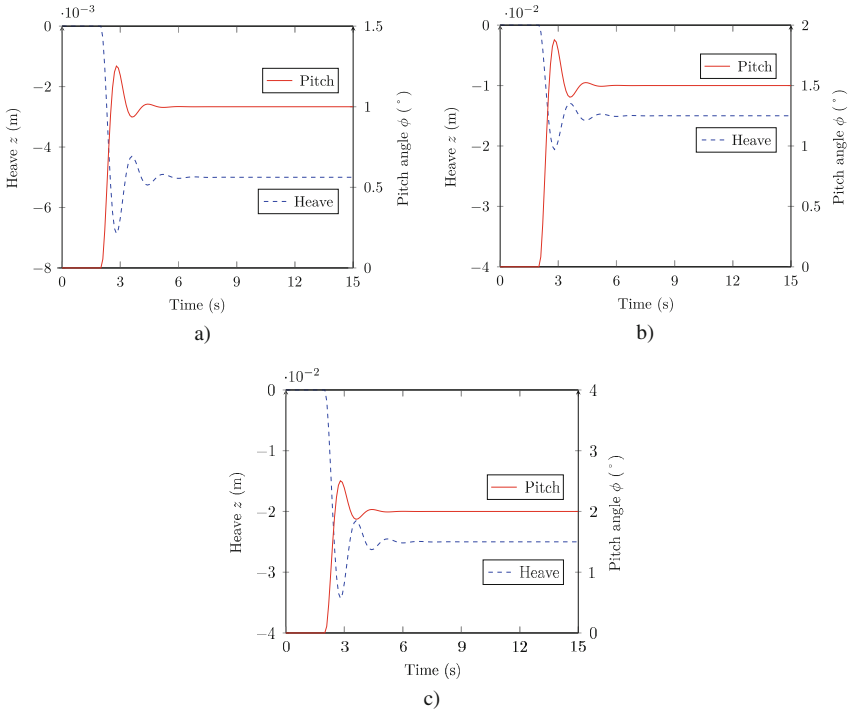 ·10⁻³
0
−2
−4
−6
−8
Heave z (m)
1.5
1
0.5
0
Pitch angle ϕ (°)
Pitch
Heave
0 3 6 9 12 15
Time (s)
a)
·10⁻²
0
−1
−2
−3
−4
Heave z (m)
2
1.5
1
0.5
0
Pitch angle ϕ (°)
Pitch
Heave
0 3 6 9 12 15
Time (s)
b)
·10⁻²
0
−1
−2
−3
−4
Heave z (m)
4
3
2
1
0
Pitch angle ϕ (°)
Pitch
Heave
0 3 6 9 12 15
Time (s)
c)